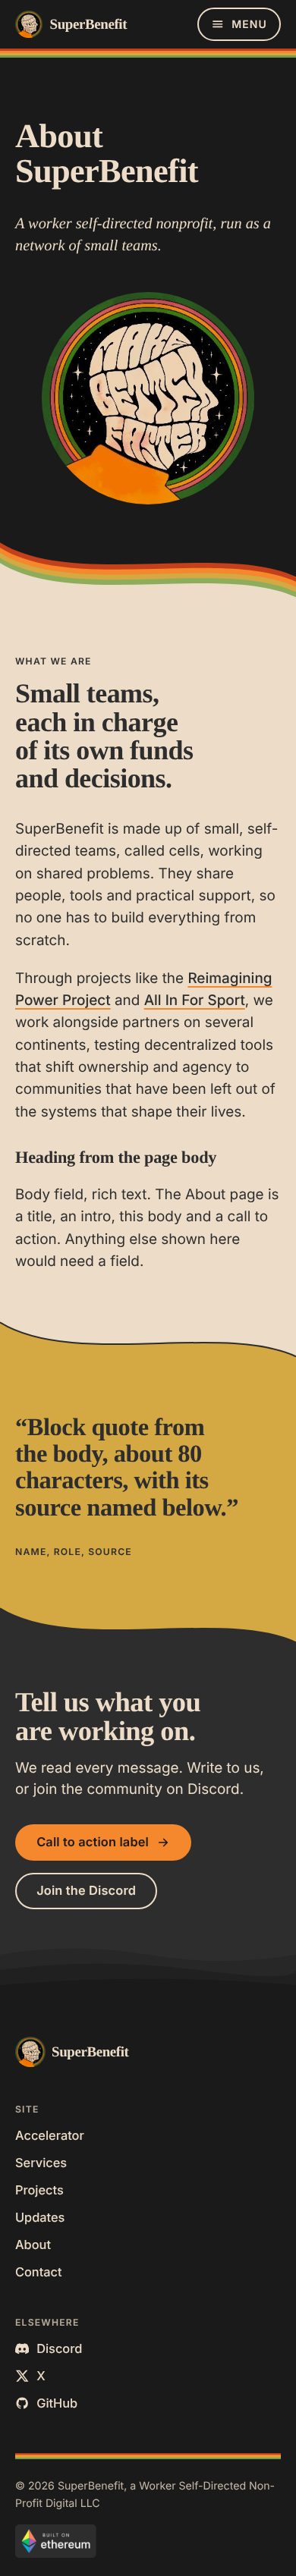 SuperBenefit
MENU
About
SuperBenefit
A worker self-directed nonprofit, run as a
network of small teams.
MAKE
BETTER
FASTER
WHAT WE ARE
Small teams,
each in charge
of its own funds
and decisions.
SuperBenefit is made up of small, self-
directed teams, called cells, working
on shared problems. They share
people, tools and practical support, so
no one has to build everything from
scratch.
Through projects like the Reimagining
Power Project and All In For Sport, we
work alongside partners on several
continents, testing decentralized tools
that shift ownership and agency to
communities that have been left out of
the systems that shape their lives.
Heading from the page body
Body field, rich text. The About page is
a title, an intro, this body and a call to
action. Anything else shown here
would need a field.
“Block quote from
the body, about 80
characters, with its
source named below.”
NAME, ROLE, SOURCE
Tell us what you
are working on.
We read every message. Write to us,
or join the community on Discord.
Call to action label →
Join the Discord
SuperBenefit
SITE
Accelerator
Services
Projects
Updates
About
Contact
ELSEWHERE
Discord
X
GitHub
© 2026 SuperBenefit, a Worker Self-Directed Non-
Profit Digital LLC
BUILT ON
ethereum